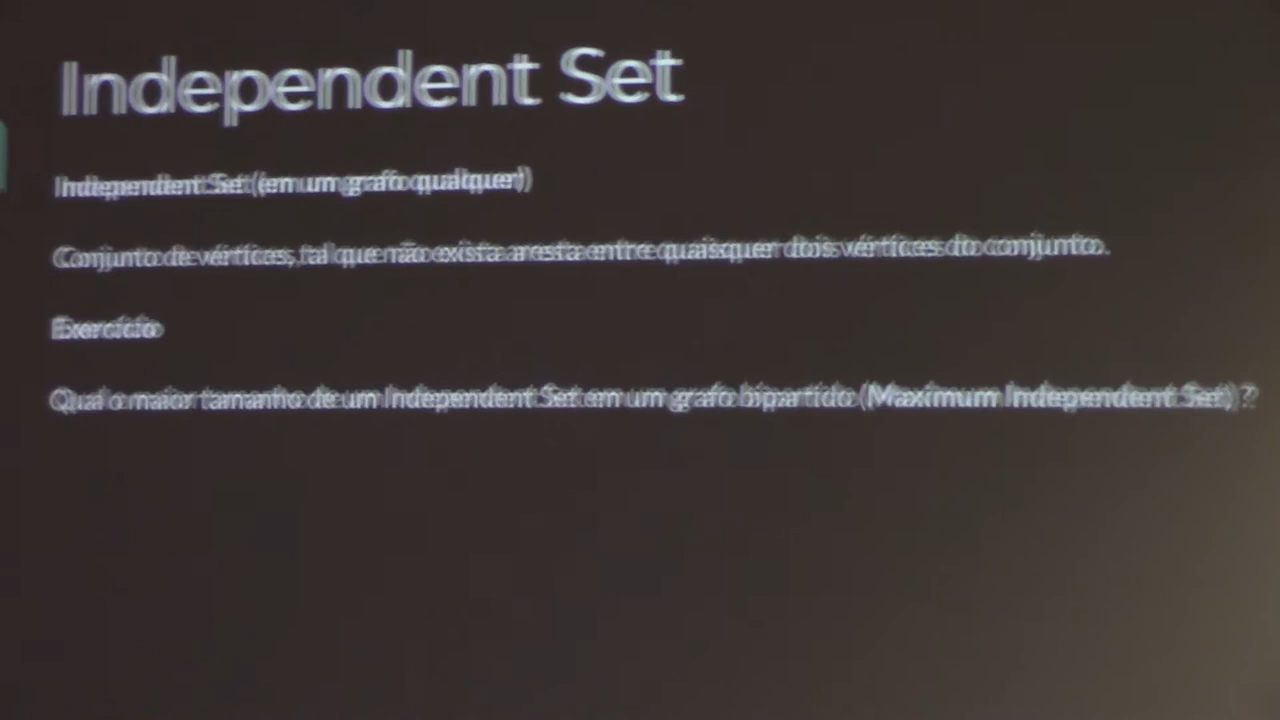 Independent Set
Independent Set (em um grafo qualquer)
Conjunto de vértices, tal que não exista aresta entre quaisquer dois vértices do conjunto.
Exercício
Qual o maior tamanho de um Independent Set em um grafo bipartido (Maximum Independent Set) ?